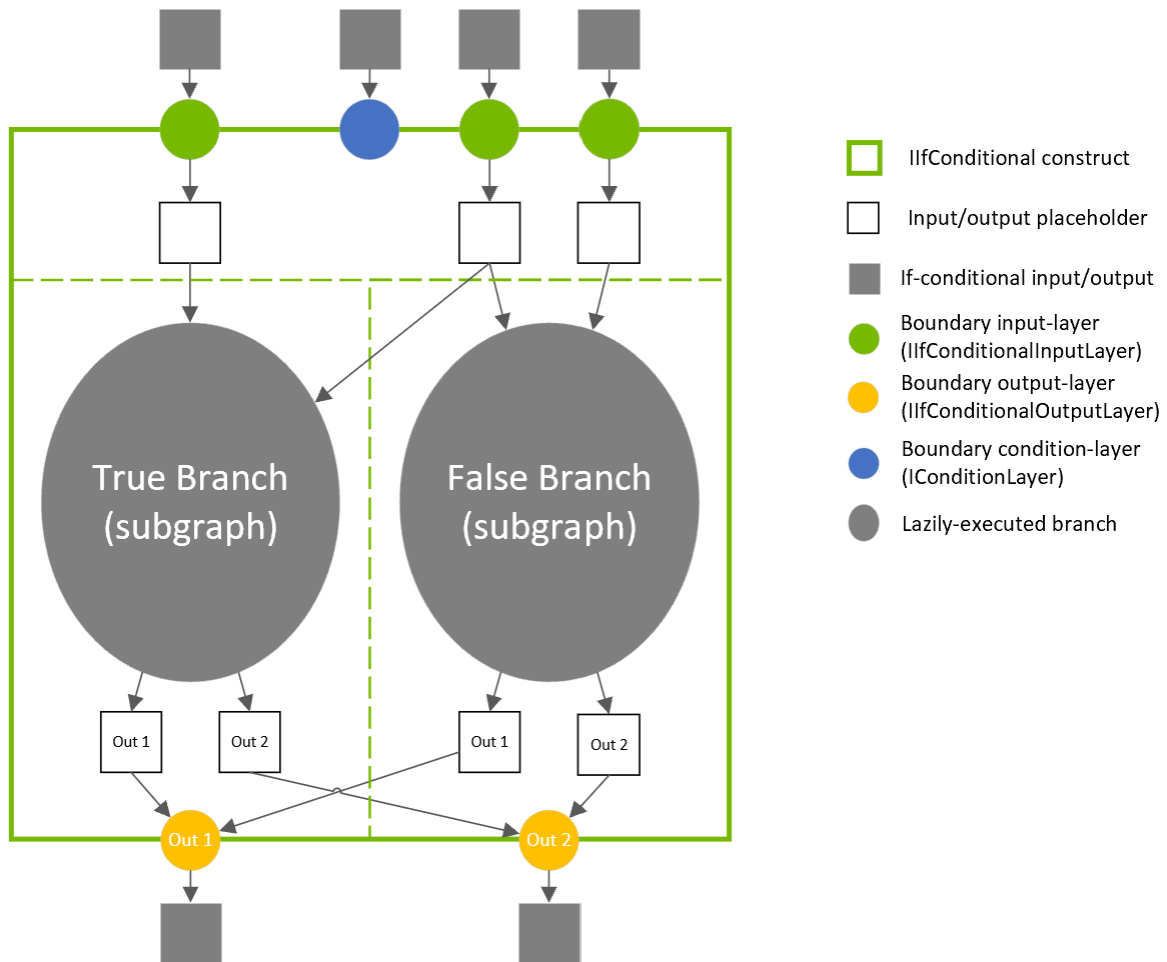 IIfConditional construct
Input/output placeholder
If-conditional input/output
Boundary input-layer
(IIfConditionalInputLayer)
Boundary output-layer
(IIfConditionalOutputLayer)
Boundary condition-layer
(IConditionLayer)
Lazily-executed branch
True Branch
(subgraph)
False Branch
(subgraph)
Out 1
Out 2
Out 1
Out 2
Out 1
Out 2